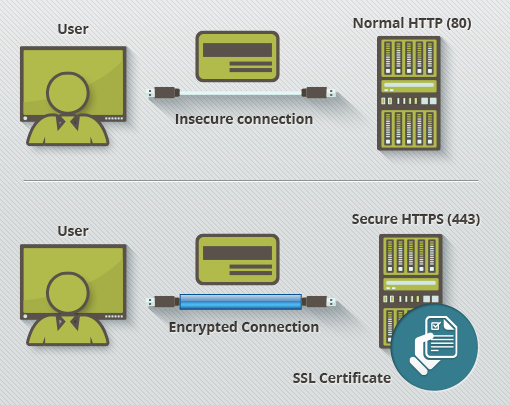 User
Normal HTTP (80)
Insecure connection
User
Secure HTTPS (443)
Encrypted Connection
SSL Certificate